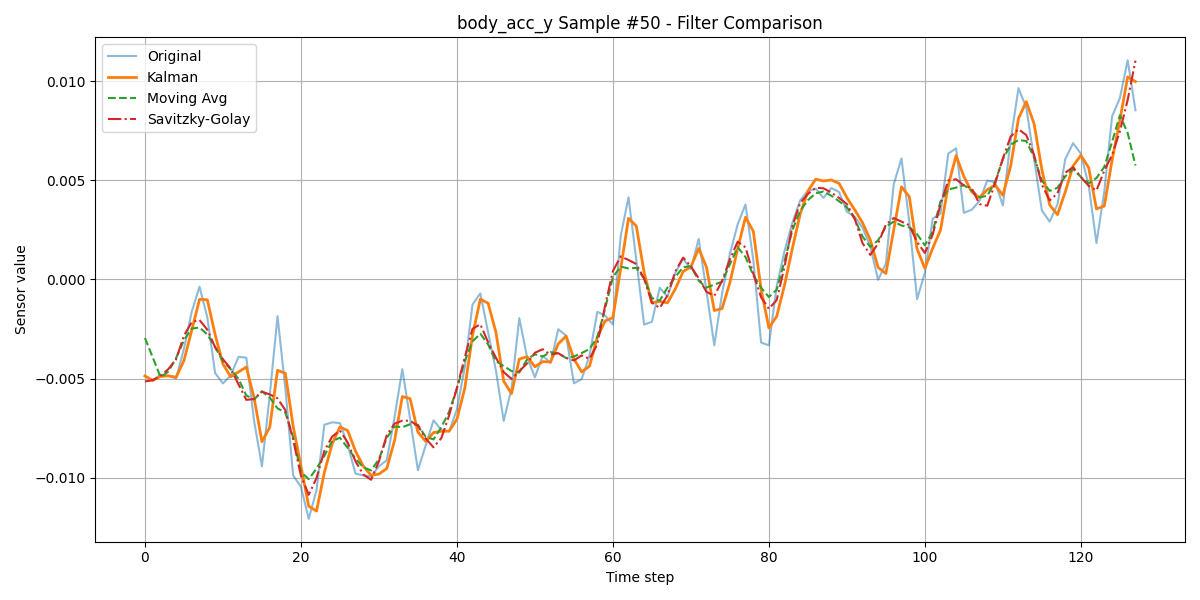 body_acc_y Sample #50 - Filter Comparison
Original
Kalman
Moving Avg
Savitzky-Golay
Sensor value
0.010
0.005
0.000
−0.005
−0.010
0 20 40 60 80 100 120
Time step